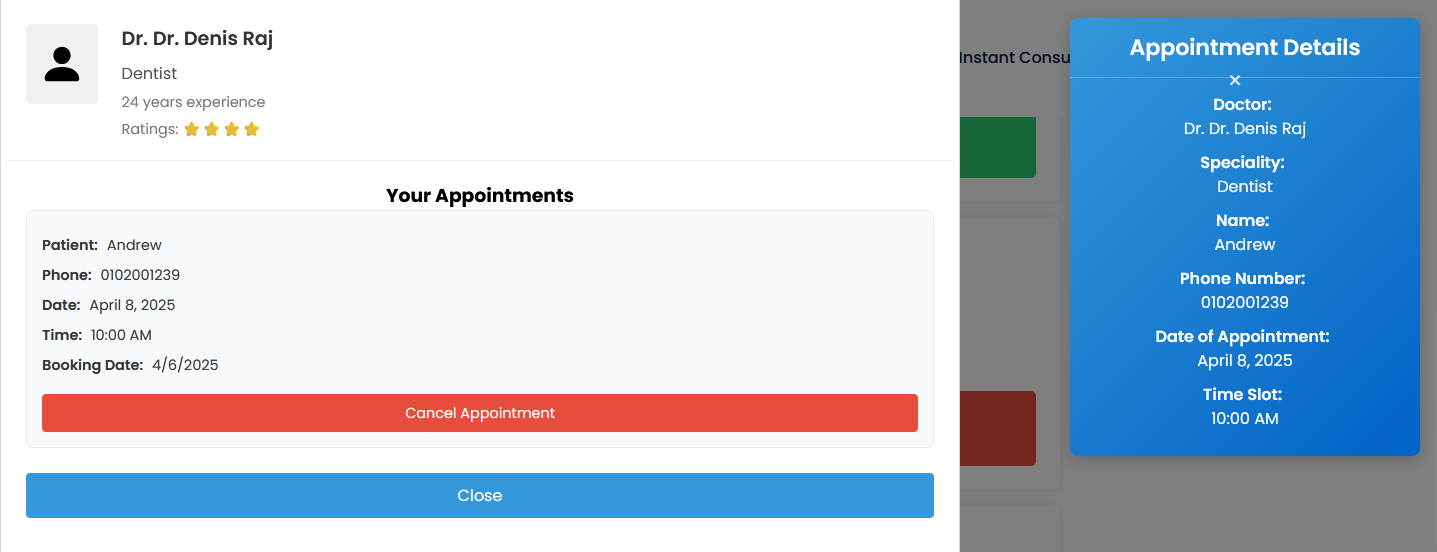 Dr. Dr. Denis Raj
Dentist
24 years experience
Ratings:
Your Appointments
Patient: Andrew
Phone: 0102001239
Date: April 8, 2025
Time: 10:00 AM
Booking Date: 4/6/2025
Cancel Appointment
Close
Instant Consu
Appointment Details
×
Doctor:
Dr. Dr. Denis Raj
Speciality:
Dentist
Name:
Andrew
Phone Number:
0102001239
Date of Appointment:
April 8, 2025
Time Slot:
10:00 AM